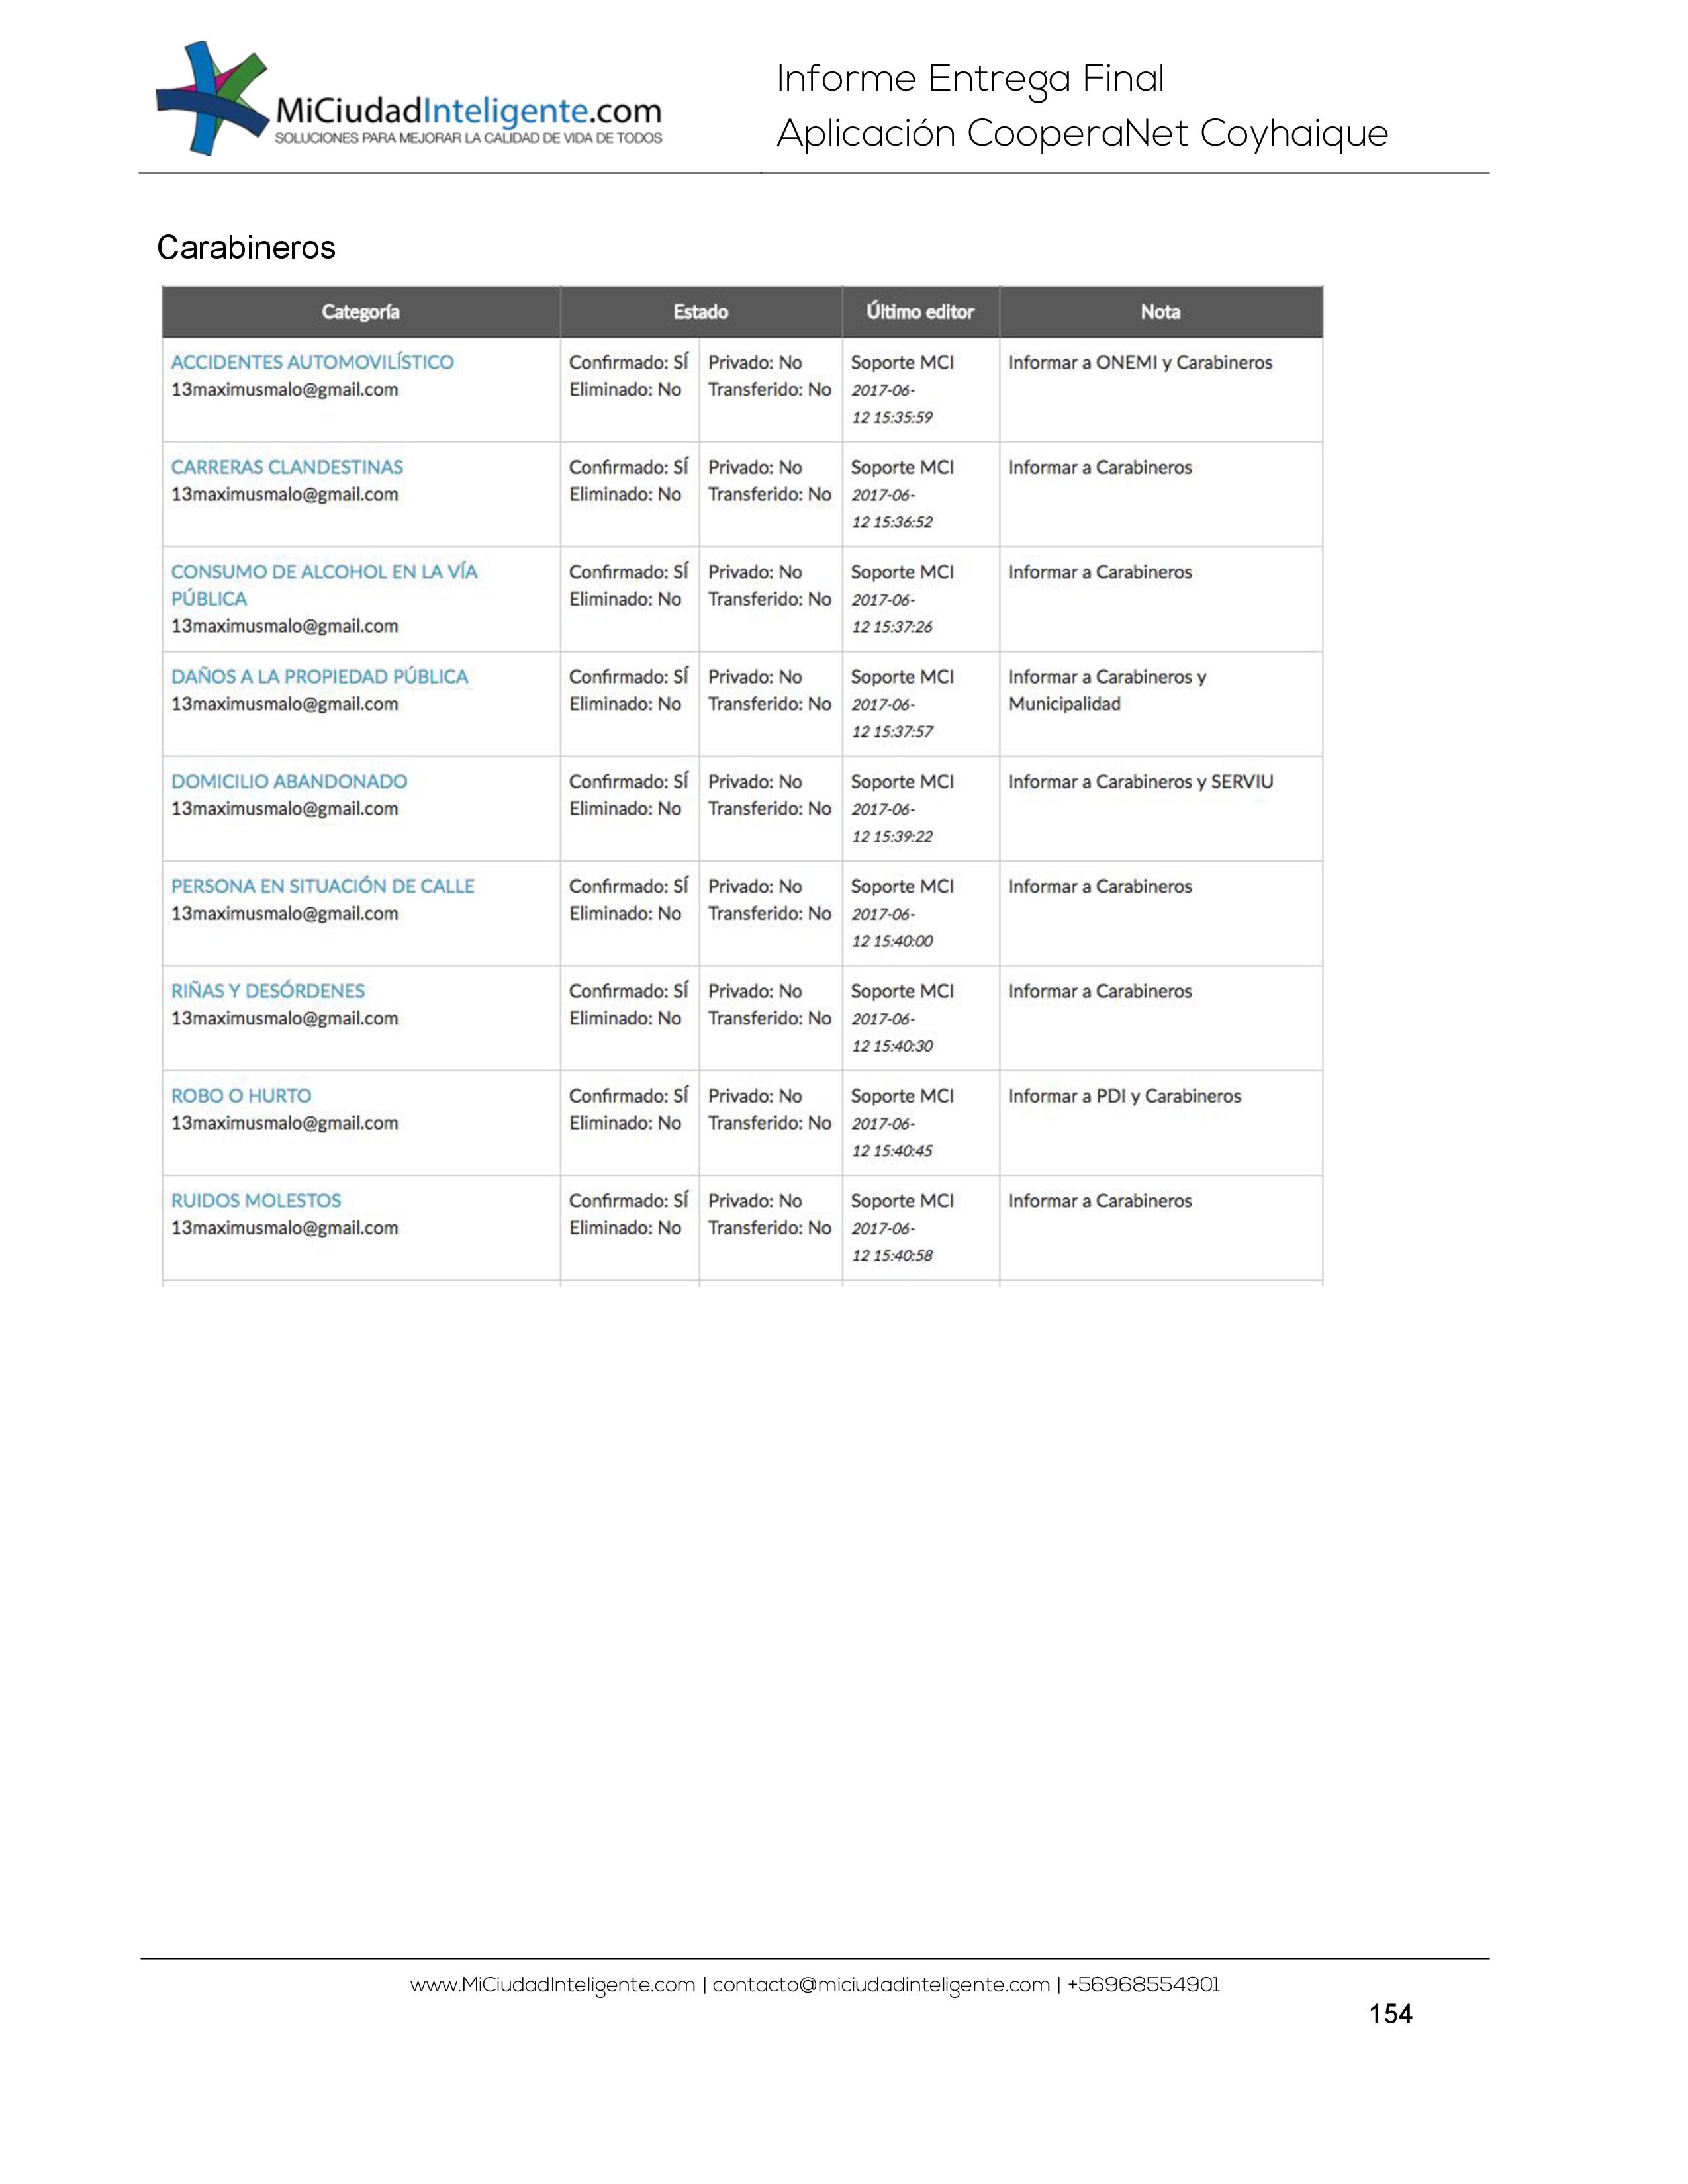 MiCiudadInteligente.com
SOLUCIONES PARA MEJORAR LA CALIDAD DE VIDA DE TODOS
Informe Entrega Final
Aplicación CooperaNet Coyhaique
Carabineros
Categoría Estado Último editor Nota
ACCIDENTES AUTOMOVILÍSTICO Confirmado: SÍ Privado: No Soporte MCI Informar a ONEMI y Carabineros
13maximusmalo@gmail.com Eliminado: No Transferido: No 2017-06-
12 15:35:59
CARRERAS CLANDESTINAS Confirmado: SÍ Privado: No Soporte MCI Informar a Carabineros
13maximusmalo@gmail.com Eliminado: No Transferido: No 2017-06-
12 15:36:52
CONSUMO DE ALCOHOL EN LA VÍA Confirmado: SÍ Privado: No Soporte MCI Informar a Carabineros
PÚBLICA Eliminado: No Transferido: No 2017-06-
13maximusmalo@gmail.com 12 15:37:26
DAÑOS A LA PROPIEDAD PÚBLICA Confirmado: SÍ Privado: No Soporte MCI Informar a Carabineros y
13maximusmalo@gmail.com Eliminado: No Transferido: No 2017-06- Municipalidad
12 15:37:57
DOMICILIO ABANDONADO Confirmado: SÍ Privado: No Soporte MCI Informar a Carabineros y SERVIU
13maximusmalo@gmail.com Eliminado: No Transferido: No 2017-06-
12 15:39:22
PERSONA EN SITUACIÓN DE CALLE Confirmado: SÍ Privado: No Soporte MCI Informar a Carabineros
13maximusmalo@gmail.com Eliminado: No Transferido: No 2017-06-
12 15:40:00
RIÑAS Y DESÓRDENES Confirmado: SÍ Privado: No Soporte MCI Informar a Carabineros
13maximusmalo@gmail.com Eliminado: No Transferido: No 2017-06-
12 15:40:30
ROBO O HURTO Confirmado: SÍ Privado: No Soporte MCI Informar a PDI y Carabineros
13maximusmalo@gmail.com Eliminado: No Transferido: No 2017-06-
12 15:40:45
RUIDOS MOLESTOS Confirmado: SÍ Privado: No Soporte MCI Informar a Carabineros
13maximusmalo@gmail.com Eliminado: No Transferido: No 2017-06-
12 15:40:58
www.MiCiudadInteligente.com | contacto@miciudadinteligente.com | +56968554901
154